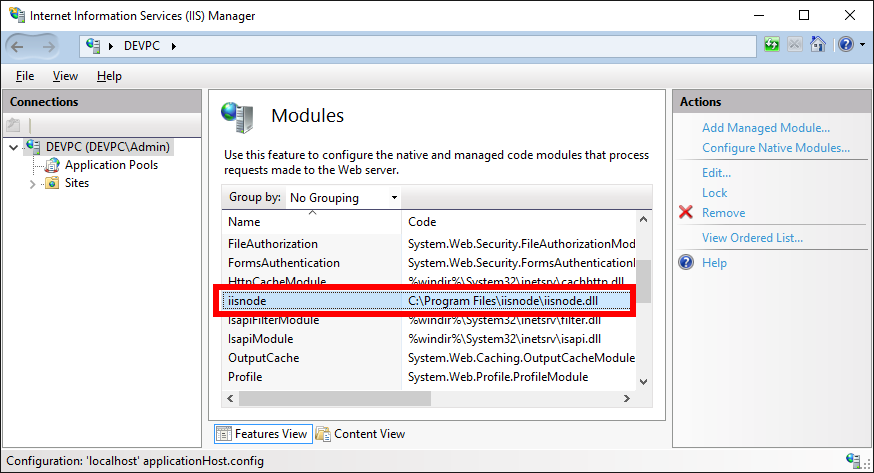 Internet Information Services (IIS) Manager
DEVPC
File View Help
Connections
DEVPC (DEVPC\Admin)
Application Pools
Sites
Modules
Use this feature to configure the native and managed code modules that process
requests made to the Web server.
Group by: No Grouping
Name Code
FileAuthorization System.Web.Security.FileAuthorizationMod
FormsAuthentication System.Web.Security.FormsAuthentication
HttpCacheModule %windir%\System32\inetsrv\cachhttp.dll
iisnode C:\Program Files\iisnode\iisnode.dll
IsapiFilterModule %windir%\System32\inetsrv\filter.dll
IsapiModule %windir%\System32\inetsrv\isapi.dll
OutputCache System.Web.Caching.OutputCacheModule
Profile System.Web.Profile.ProfileModule
Features View Content View
Actions
Add Managed Module...
Configure Native Modules...
Edit...
Lock
Remove
View Ordered List...
Help
Configuration: 'localhost' applicationHost.config